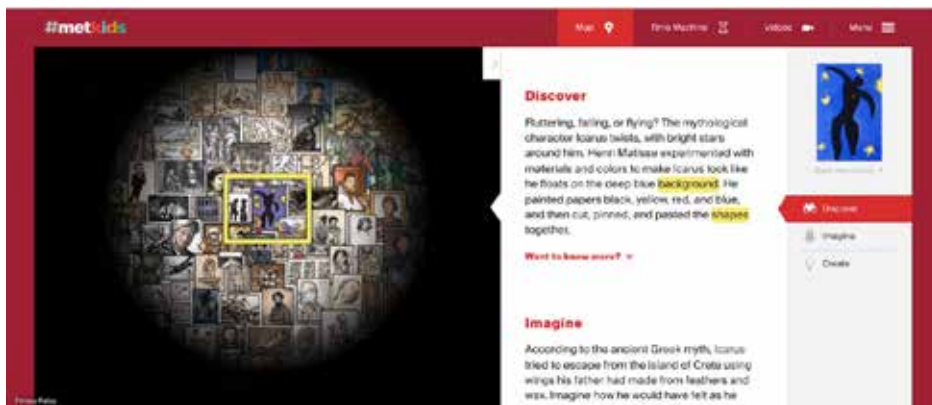 #metkids
Map
Time Machine
Videos
Menu
Discover
Fluttering, falling, or flying? The mythological
character Icarus twists, with bright stars
around him. Henri Matisse experimented with
materials and colors to make Icarus look like
he floats on the deep blue background. He
painted papers black, yellow, red, and blue,
and then cut, pinned, and pasted the shapes
together.
Want to know more?
Imagine
According to the ancient Greek myth, Icarus
tried to escape from the island of Crete using
wings his father had made from feathers and
wax. Imagine how he would have felt as he
Discover
Imagine
Create